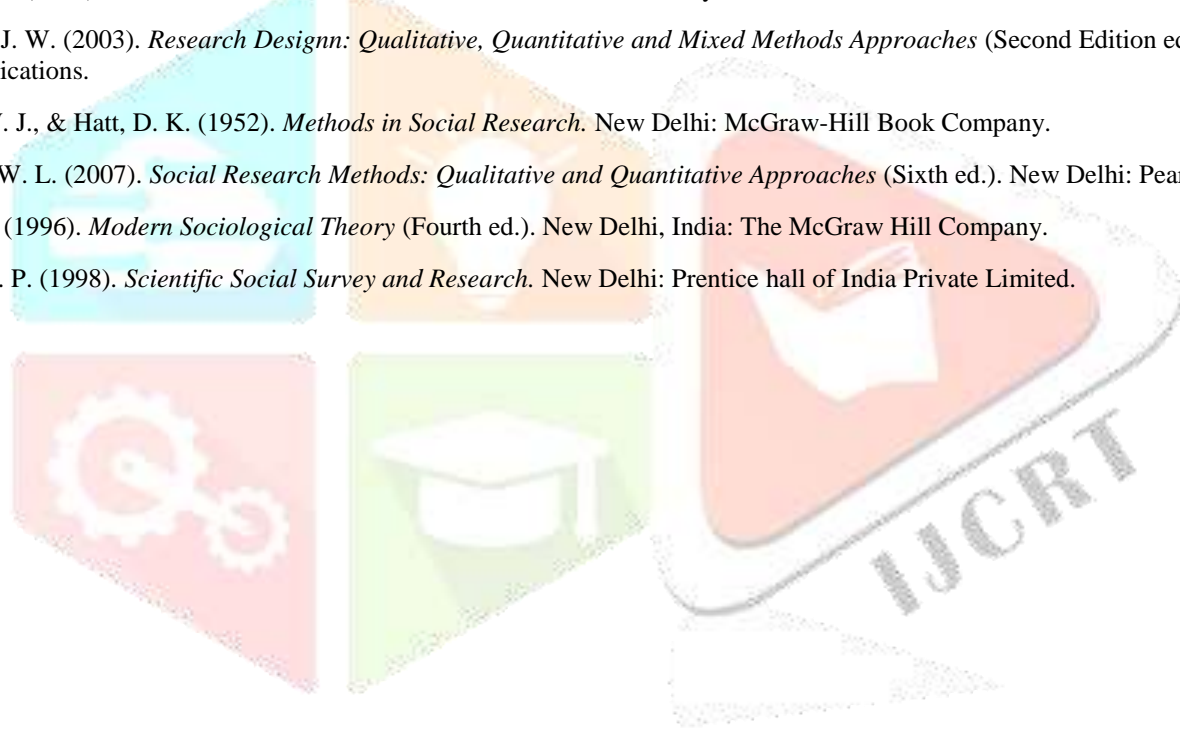 J. W. (2003). Research Designn: Qualitative, Quantitative and Mixed Methods Approaches (Second Edition
ications.
J., & Hatt, D. K. (1952). Methods in Social Research. New Delhi: McGraw-Hill Book Company.
W. L. (2007). Social Research Methods: Qualitative and Quantitative Approaches (Sixth ed.). New Delhi:
(1996). Modern Sociological Theory (Fourth ed.). New Delhi, India: The McGraw Hill Company.
P. (1998). Scientific Social Survey and Research. New Delhi: Prentice hall of India Private Limited.
IJCRT